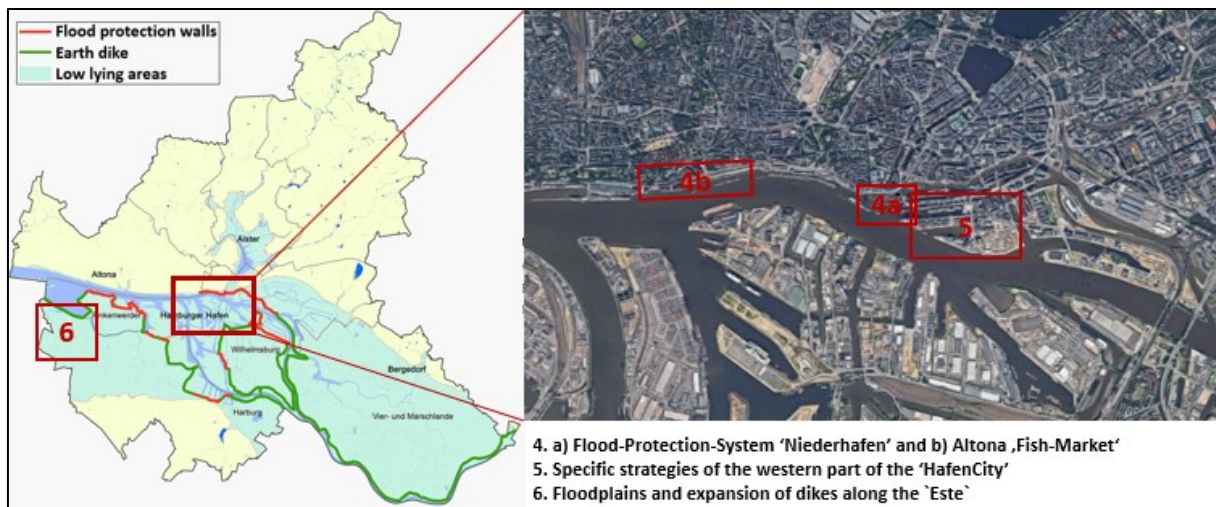 Flood protection walls
Earth dike
Low lying areas
Alster
Altona
6
nkenwerder
Hamburger Hafen
Wilhelmsburg
Bergedorf
Vier- und Marschlande
Harburg
4b
4a
5
4. a) Flood-Protection-System ‘Niederhafen’ and b) Altona ‚Fish-Market‘
5. Specific strategies of the western part of the ‘HafenCity’
6. Floodplains and expansion of dikes along the `Este`